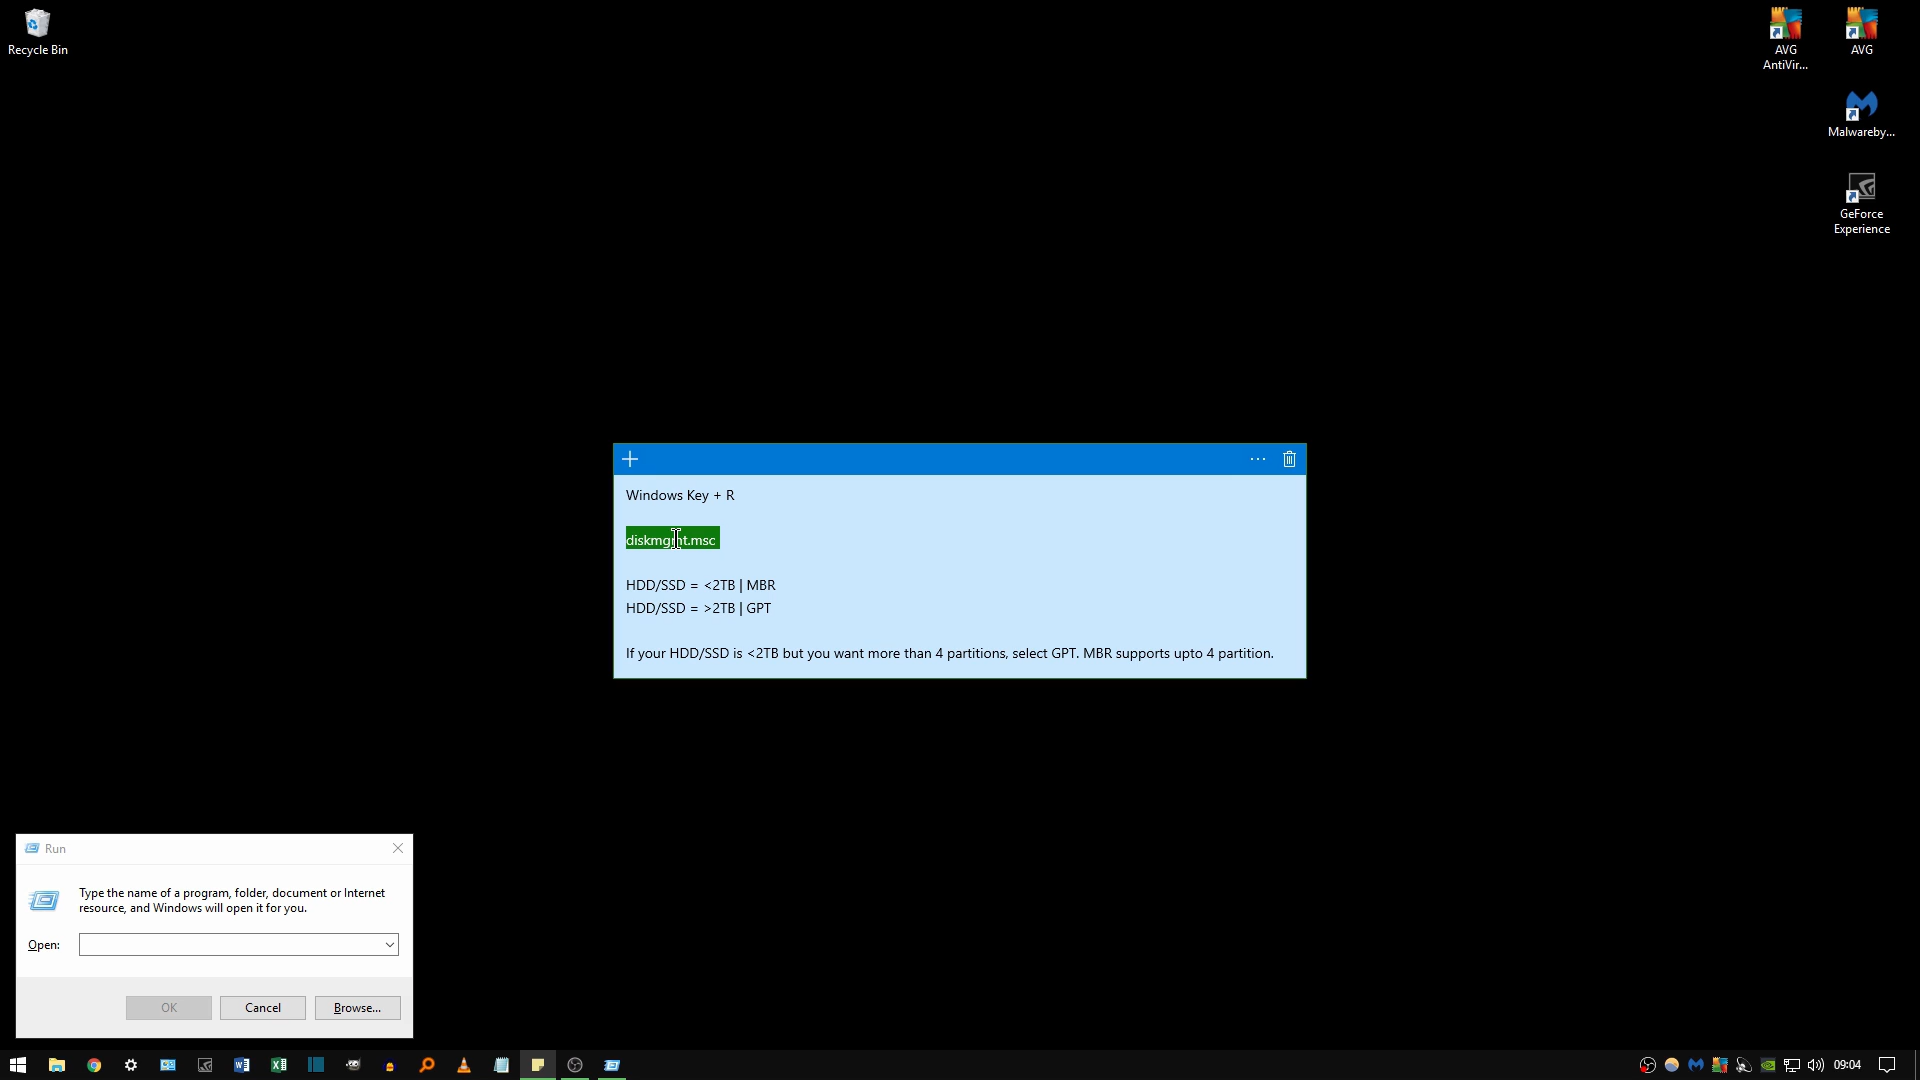 Recycle Bin
AVG
AntiVir...
AVG
Malwareby...
GeForce
Experience
Windows Key + R
diskmgmt.msc
HDD/SSD = <2TB | MBR
HDD/SSD = >2TB | GPT
If your HDD/SSD is <2TB but you want more than 4 partitions, select GPT. MBR supports upto 4 partition.
Run
Type the name of a program, folder, document or Internet
resource, and Windows will open it for you.
Open:
OK
Cancel
Browse...
09:04